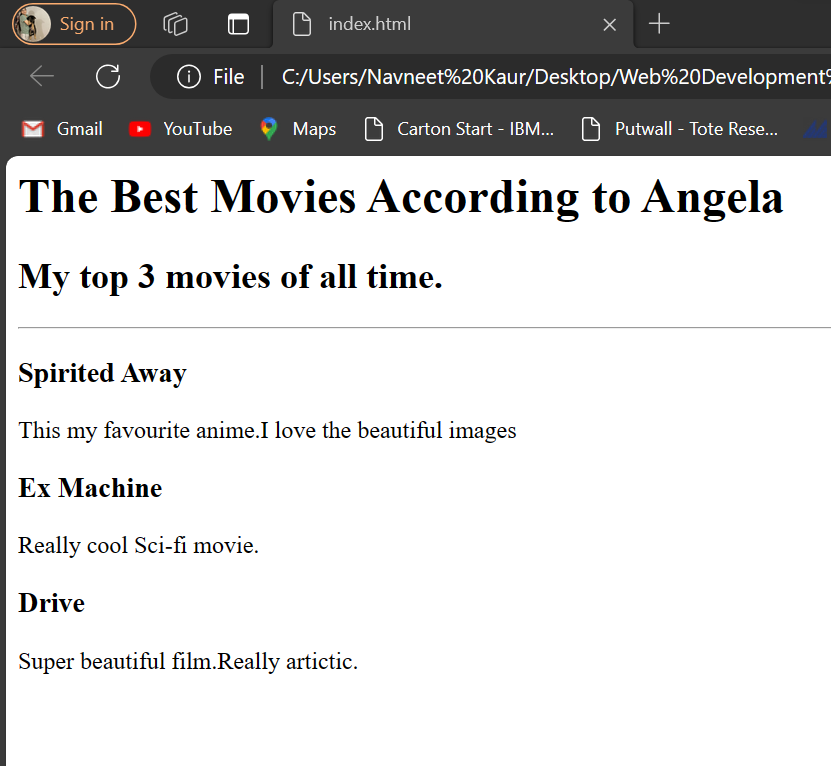 Sign in
index.html
File
C:/Users/Navneet%20Kaur/Desktop/Web%20Development%
Gmail
YouTube
Maps
Carton Start - IBM...
Putwall - Tote Rese...
The Best Movies According to Angela
My top 3 movies of all time.
Spirited Away
This my favourite anime.I love the beautiful images
Ex Machine
Really cool Sci-fi movie.
Drive
Super beautiful film.Really artictic.